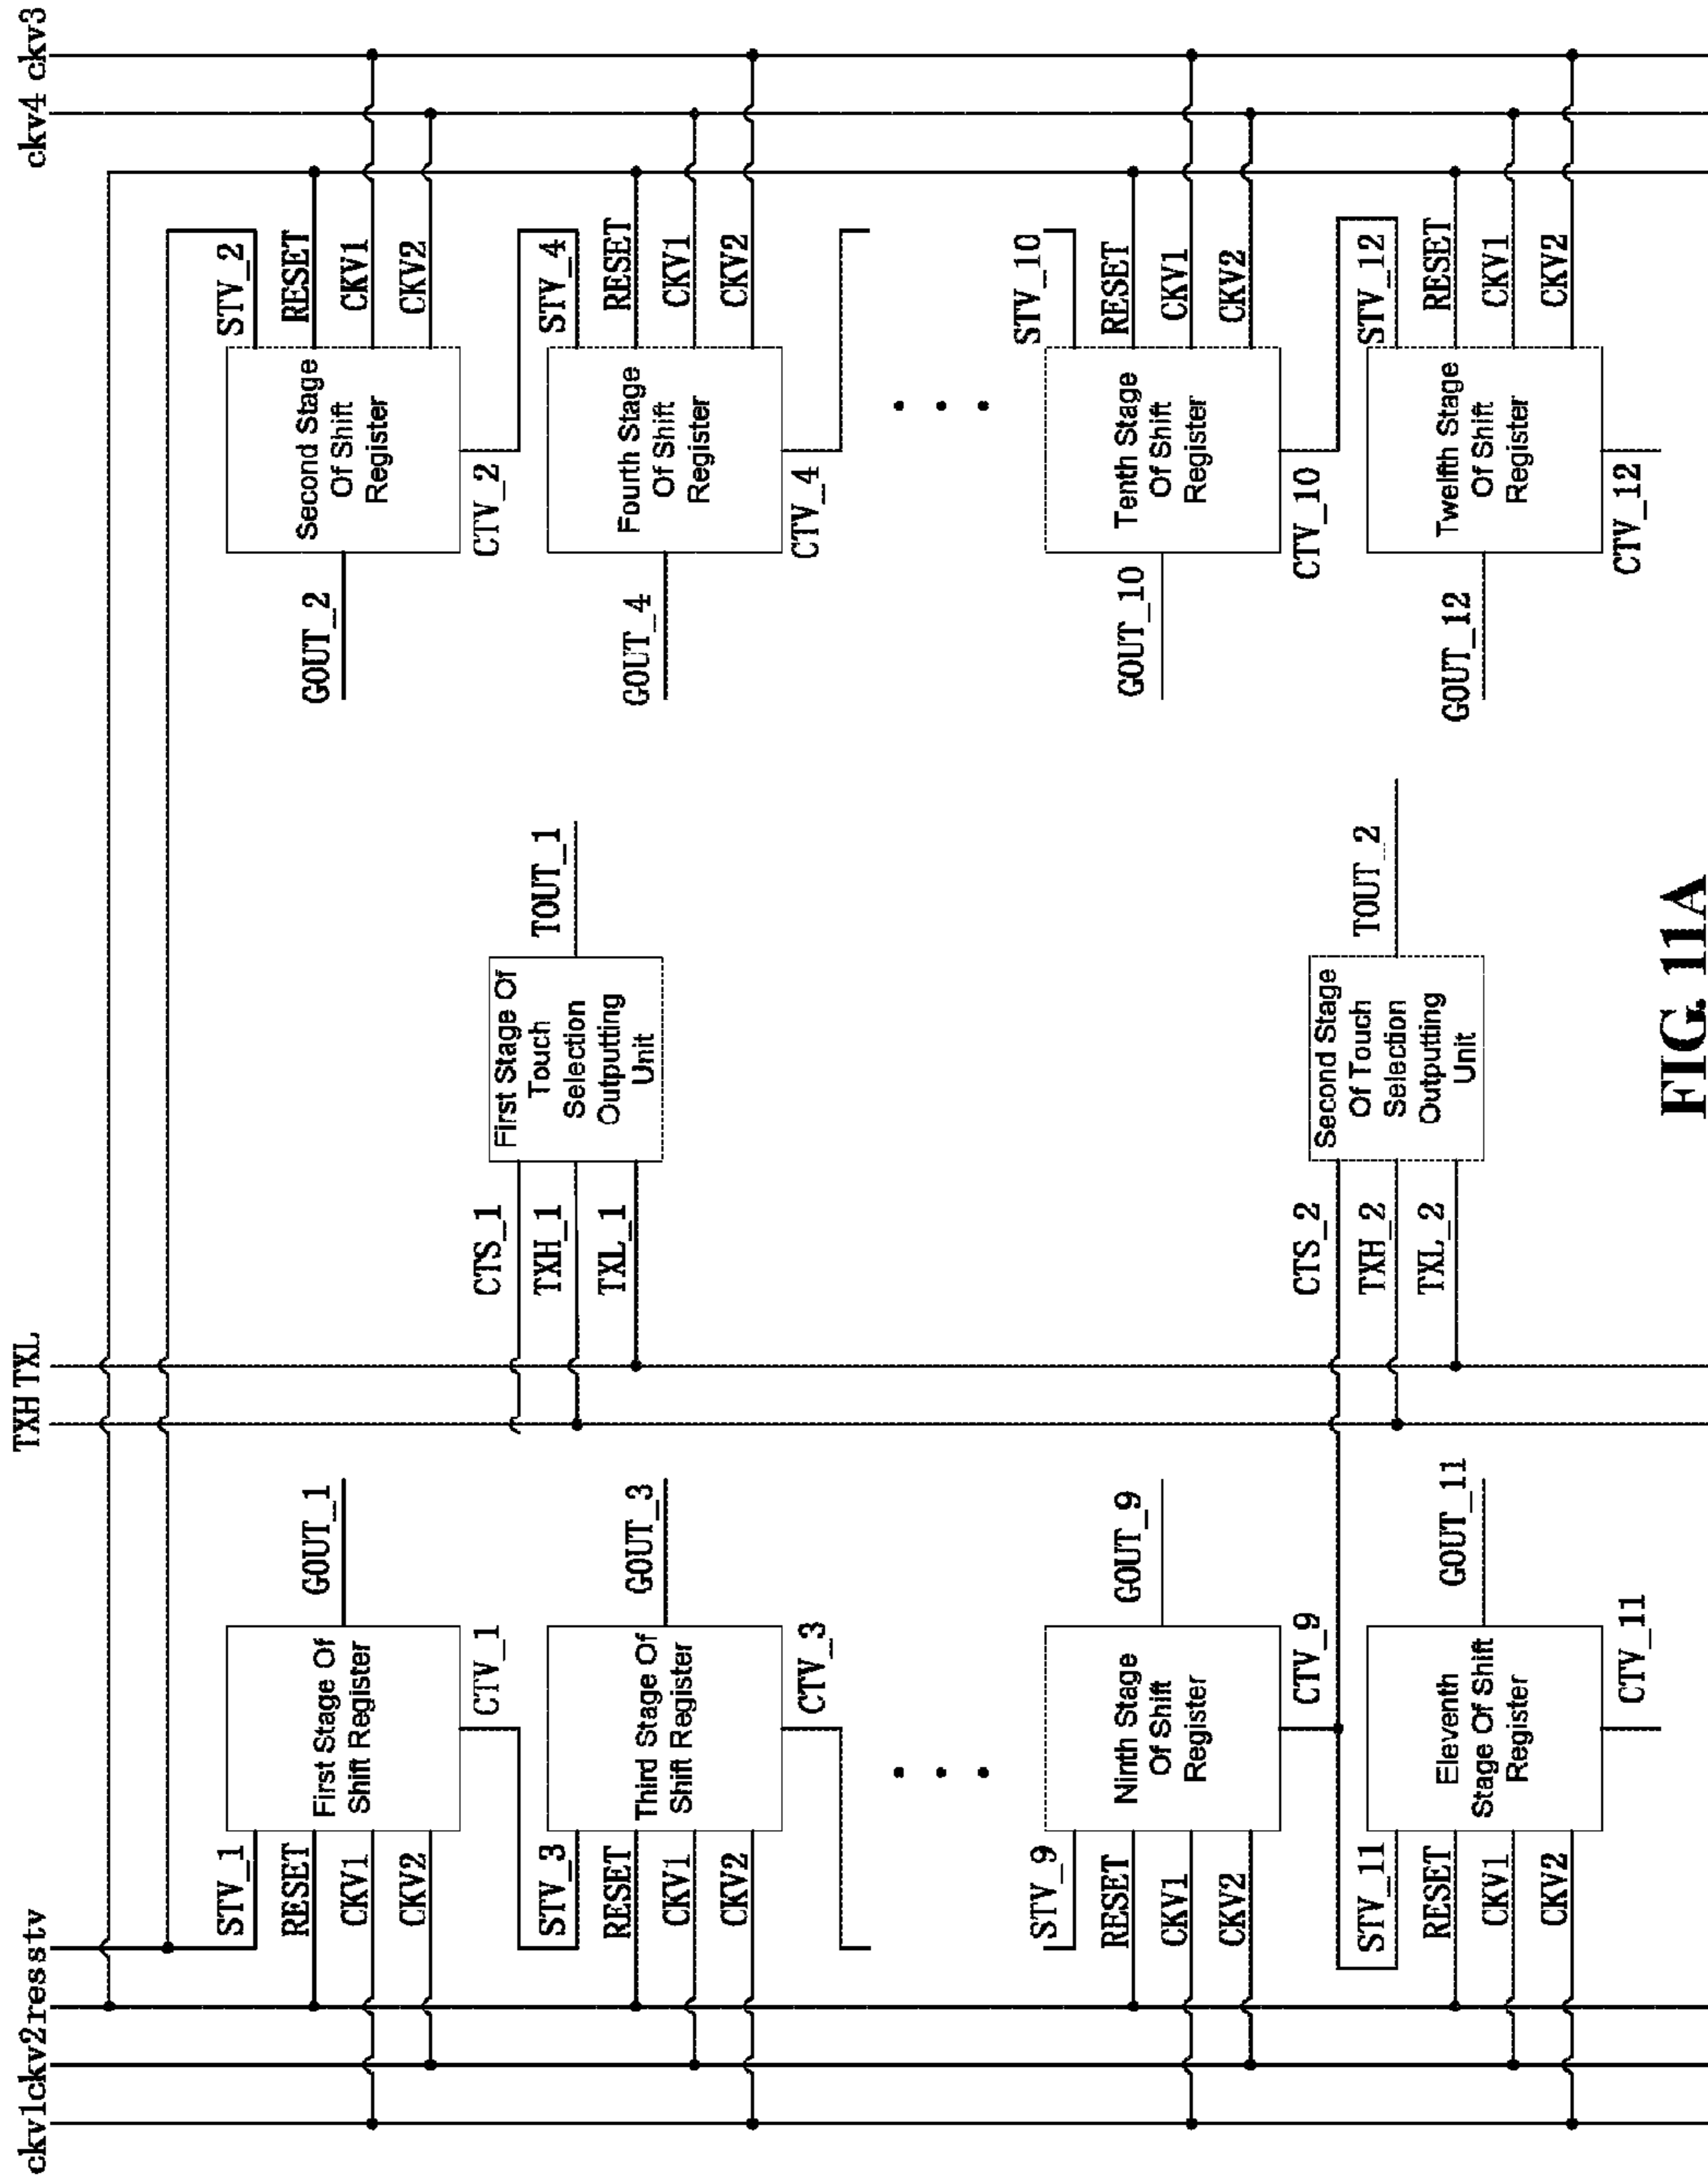 ckv1ckv2resstv
TXH TXL
ckv4 ckv3
STV_1
RESET
CKV1
CKV2
First Stage Of
Shift Register
GOUT_1
CTV_1
STV_3
RESET
CKV1
CKV2
Third Stage Of
Shift Register
GOUT_3
CTV_3
STV_9
RESET
CKV1
CKV2
Ninth Stage
Of Shift
Register
GOUT_9
CTV_9
STV_11
RESET
CKV1
CKV2
Eleventh
Stage Of Shift
Register
GOUT_11
CTV_11
CTS_1
TXH_1
TXL_1
First Stage Of
Touch
Selection
Outputting
Unit
TOUT_1
CTS_2
TXH_2
TXL_2
Second Stage
Of Touch
Selection
Outputting
Unit
TOUT_2
GOUT_2
Second Stage
Of Shift
Register
STV_2
RESET
CKV1
CKV2
CTV_2
GOUT_4
Fourth Stage
Of Shift
Register
STV_4
RESET
CKV1
CKV2
CTV_4
GOUT_10
Tenth Stage
Of Shift
Register
STV_10
RESET
CKV1
CKV2
CTV_10
GOUT_12
Twelfth Stage
Of Shift
Register
STV_12
RESET
CKV1
CKV2
CTV_12
FIG. 11A